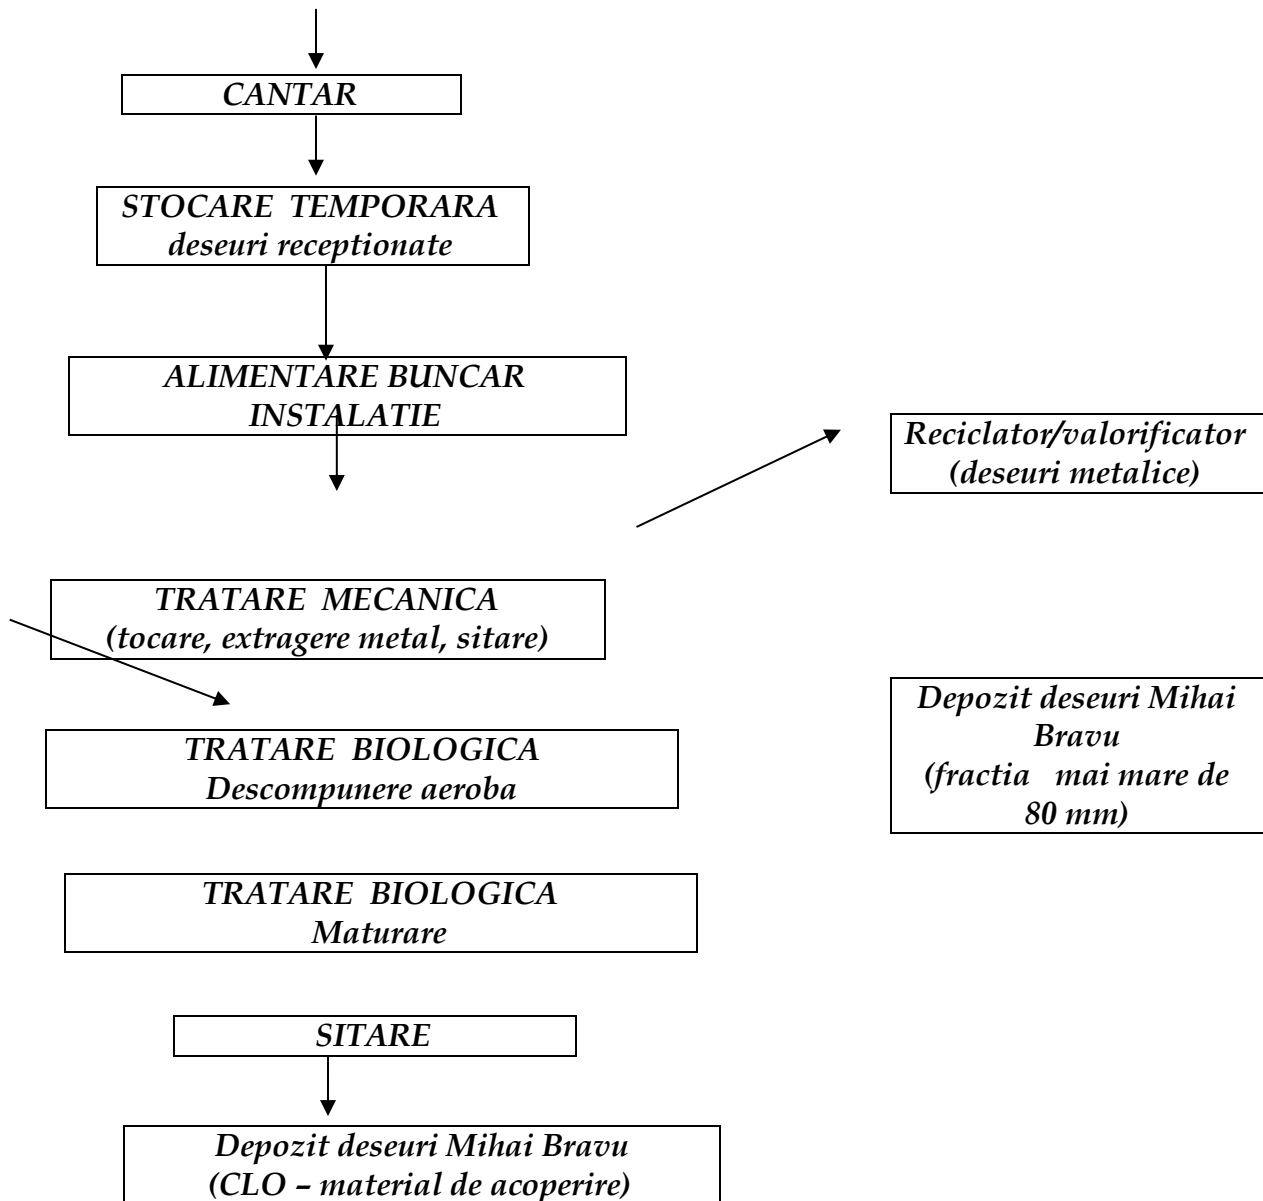 CANTAR
STOCARE TEMPORARA
deseuri receptionate
ALIMENTARE BUNCAR
INSTALATIE
Reciclator/valorificator
(deseuri metalice)
TRATARE MECANICA
(tocare, extragere metal, sitare)
Depozit deseuri Mihai
Bravu
(fractia mai mare de
80 mm)
TRATARE BIOLOGICA
Descompunere aeroba
TRATARE BIOLOGICA
Maturare
SITARE
Depozit deseuri Mihai Bravu
(CLO – material de acoperire)